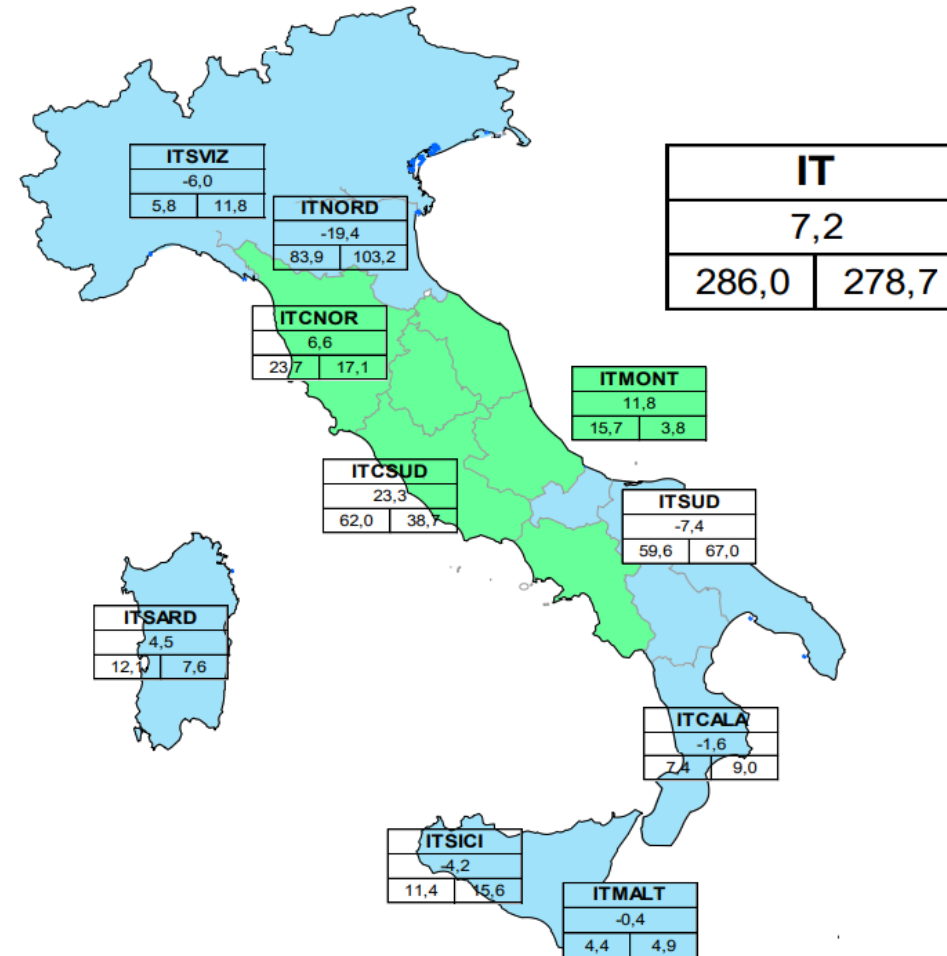 ITSVIZ
-6,0
5,8 11,8
ITNORD
-19,4
83,9 103,2
IT
7,2
286,0 278,7
ITCNOR
6,6
23,7 17,1
ITMONT
11,8
15,7 3,8
ITCSUD
23,3
62,0 38,7
ITSUD
-7,4
59,6 67,0
ITSARD
4,5
12,1 7,6
ITCALA
-1,6
7,4 9,0
ITSICI
-4,2
11,4 15,6
ITMALT
-0,4
4,4 4,9